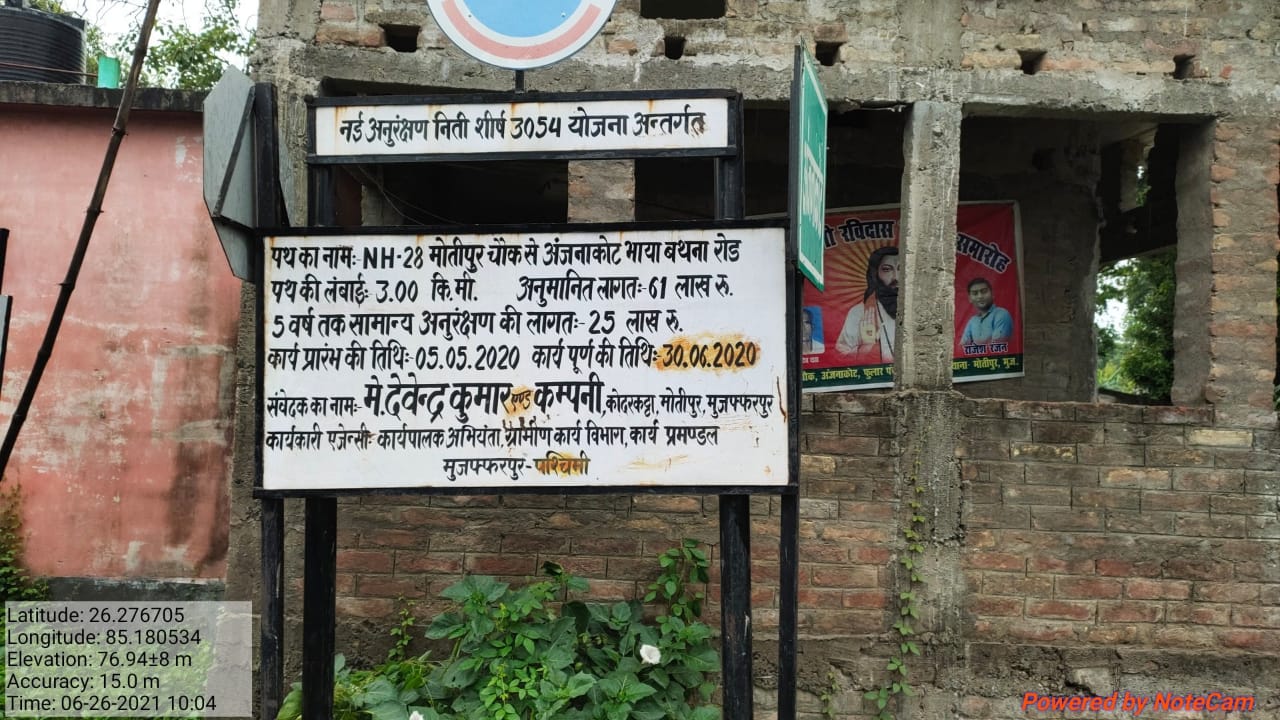 नई अनुरक्षण निती शीर्ष 3054 योजना अन्तर्गत
पथ का नामः- NH-28 मोतीपुर चौक से अंजनाकोट भाया बथना रोड
पथ की लंबाईः- 3.00 कि.मी. अनुमानित लागतः- 61 लाख रु.
5 वर्ष तक सामान्य अनुरक्षण की लागतः- 25 लाख रु.
कार्य प्रारंभ की तिथिः- 05.05.2020 कार्य पूर्ण की तिथिः- 30.06.2020
संवेदक का नामः- मे. देवेन्द्र कुमार एण्ड कम्पनी, कोदरकट्टा, मोतीपुर, मुजफ्फरपुर
कार्यकारी एजेन्सीः- कार्यपालक अभियंता, ग्रामीण कार्य विभाग, कार्य प्रमण्डल
मुजफ्फरपुर- पश्चिमी
रविदास
समारोह
राजेश रंजन
अंजनाकोट, फुलार
मोतीपुर, मुज.
Latitude: 26.276705
Longitude: 85.180534
Elevation: 76.94±8 m
Accuracy: 15.0 m
Time: 06-26-2021 10:04
Powered by NoteCam